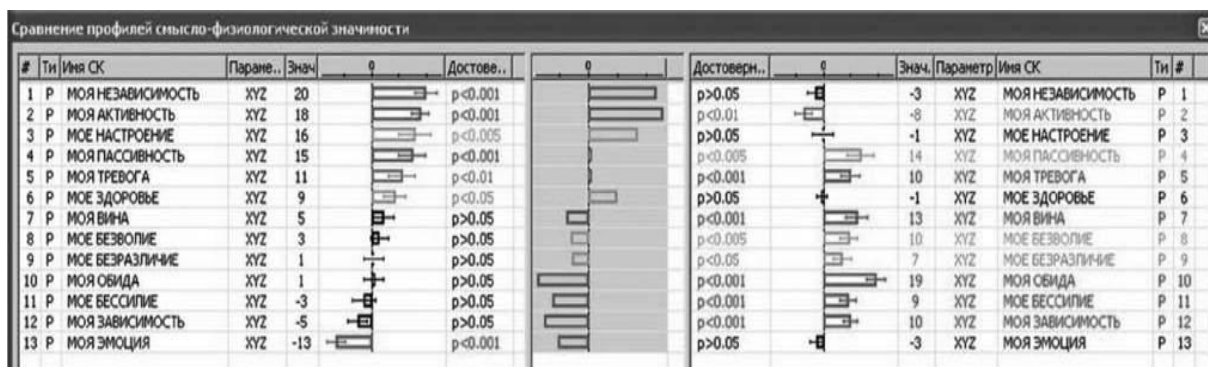 Сравнение профилей смысло-физиологической значимости
# Ти Имя СК Параме.. Знач 0 Достове.. 0 Достоверн.. 0 Знач. Параметр Имя СК Ти #
1 Р МОЯ НЕЗАВИСИМОСТЬ XYZ 20 p<0.001 p>0.05 -3 XYZ МОЯ НЕЗАВИСИМОСТЬ Р 1
2 Р МОЯ АКТИВНОСТЬ XYZ 18 p<0.001 p<0.01 -8 XYZ МОЯ АКТИВНОСТЬ Р 2
3 Р МОЕ НАСТРОЕНИЕ XYZ 16 p<0.005 p>0.05 -1 XYZ МОЕ НАСТРОЕНИЕ Р 3
4 Р МОЯ ПАССИВНОСТЬ XYZ 15 p<0.001 p<0.005 14 XYZ МОЯ ПАССИВНОСТЬ Р 4
5 Р МОЯ ТРЕВОГА XYZ 11 p<0.01 p<0.001 10 XYZ МОЯ ТРЕВОГА Р 5
6 Р МОЕ ЗДОРОВЬЕ XYZ 9 p<0.05 p>0.05 -1 XYZ МОЕ ЗДОРОВЬЕ Р 6
7 Р МОЯ ВИНА XYZ 5 p>0.05 p<0.001 13 XYZ МОЯ ВИНА Р 7
8 Р МОЕ БЕЗВОЛИЕ XYZ 3 p>0.05 p<0.005 10 XYZ МОЕ БЕЗВОЛИЕ Р 8
9 Р МОЕ БЕЗРАЗЛИЧИЕ XYZ 1 p>0.05 p<0.05 7 XYZ МОЕ БЕЗРАЗЛИЧИЕ Р 9
10 Р МОЯ ОБИДА XYZ 1 p>0.05 p<0.001 19 XYZ МОЯ ОБИДА Р 10
11 Р МОЕ БЕССИЛИЕ XYZ -3 p>0.05 p<0.001 9 XYZ МОЕ БЕССИЛИЕ Р 11
12 Р МОЯ ЗАВИСИМОСТЬ XYZ -5 p>0.05 p<0.001 10 XYZ МОЯ ЗАВИСИМОСТЬ Р 12
13 Р МОЯ ЭМОЦИЯ XYZ -13 p<0.001 p>0.05 -3 XYZ МОЯ ЭМОЦИЯ Р 13